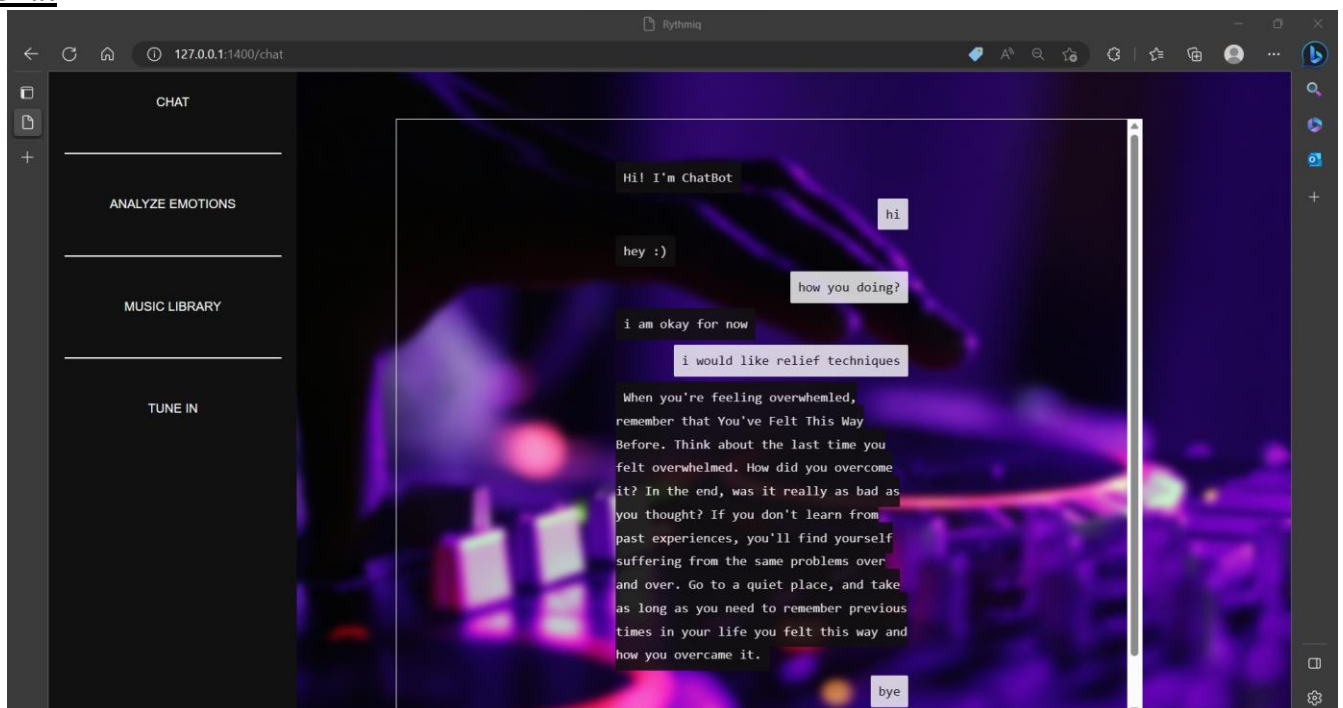 Rythmiq
127.0.0.1:1400/chat
CHAT
ANALYZE EMOTIONS
MUSIC LIBRARY
TUNE IN
Hi! I'm ChatBot
hi
hey :)
how you doing?
i am okay for now
i would like relief techniques
When you're feeling overwhemled,
remember that You've Felt This Way
Before. Think about the last time you
felt overwhelmed. How did you overcome
it? In the end, was it really as bad as
you thought? If you don't learn from
past experiences, you'll find yourself
suffering from the same problems over
and over. Go to a quiet place, and take
as long as you need to remember previous
times in your life you felt this way and
how you overcame it.
bye